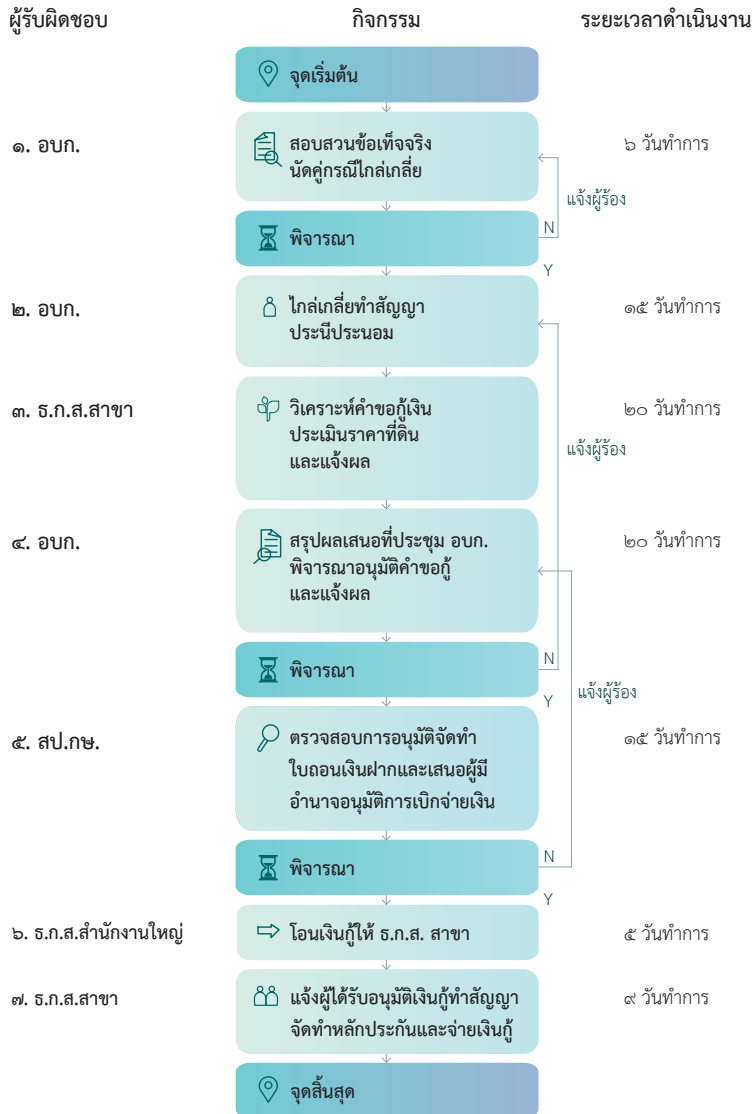 ผู้รับผิดชอบ
กิจกรรม
ระยะเวลาดำเนินงาน
จุดเริ่มต้น
๑. อบก.
สอบสวนข้อเท็จจริง
นัดคู่กรณีไกล่เกลี่ย
๖ วันทำการ
แจ้งผู้ร้อง
พิจารณา
N
Y
๒. อบก.
ไกล่เกลี่ยทำสัญญา
ประนีประนอม
๑๕ วันทำการ
๓. ธ.ก.ส.สาขา
วิเคราะห์คำขอกู้เงิน
ประเมินราคาที่ดิน
และแจ้งผล
๒๐ วันทำการ
แจ้งผู้ร้อง
๔. อบก.
สรุปผลเสนอที่ประชุม อบก.
พิจารณาอนุมัติคำขอกู้
และแจ้งผล
๒๐ วันทำการ
พิจารณา
N
Y
แจ้งผู้ร้อง
๕. สป.กษ.
ตรวจสอบการอนุมัติจัดทำ
ใบถอนเงินฝากและเสนอผู้มี
อำนาจอนุมัติการเบิกจ่ายเงิน
๑๕ วันทำการ
พิจารณา
N
Y
๖. ธ.ก.ส.สำนักงานใหญ่
โอนเงินกู้ให้ ธ.ก.ส. สาขา
๕ วันทำการ
๗. ธ.ก.ส.สาขา
แจ้งผู้ได้รับอนุมัติเงินกู้ทำสัญญา
จัดทำหลักประกันและจ่ายเงินกู้
๙ วันทำการ
จุดสิ้นสุด